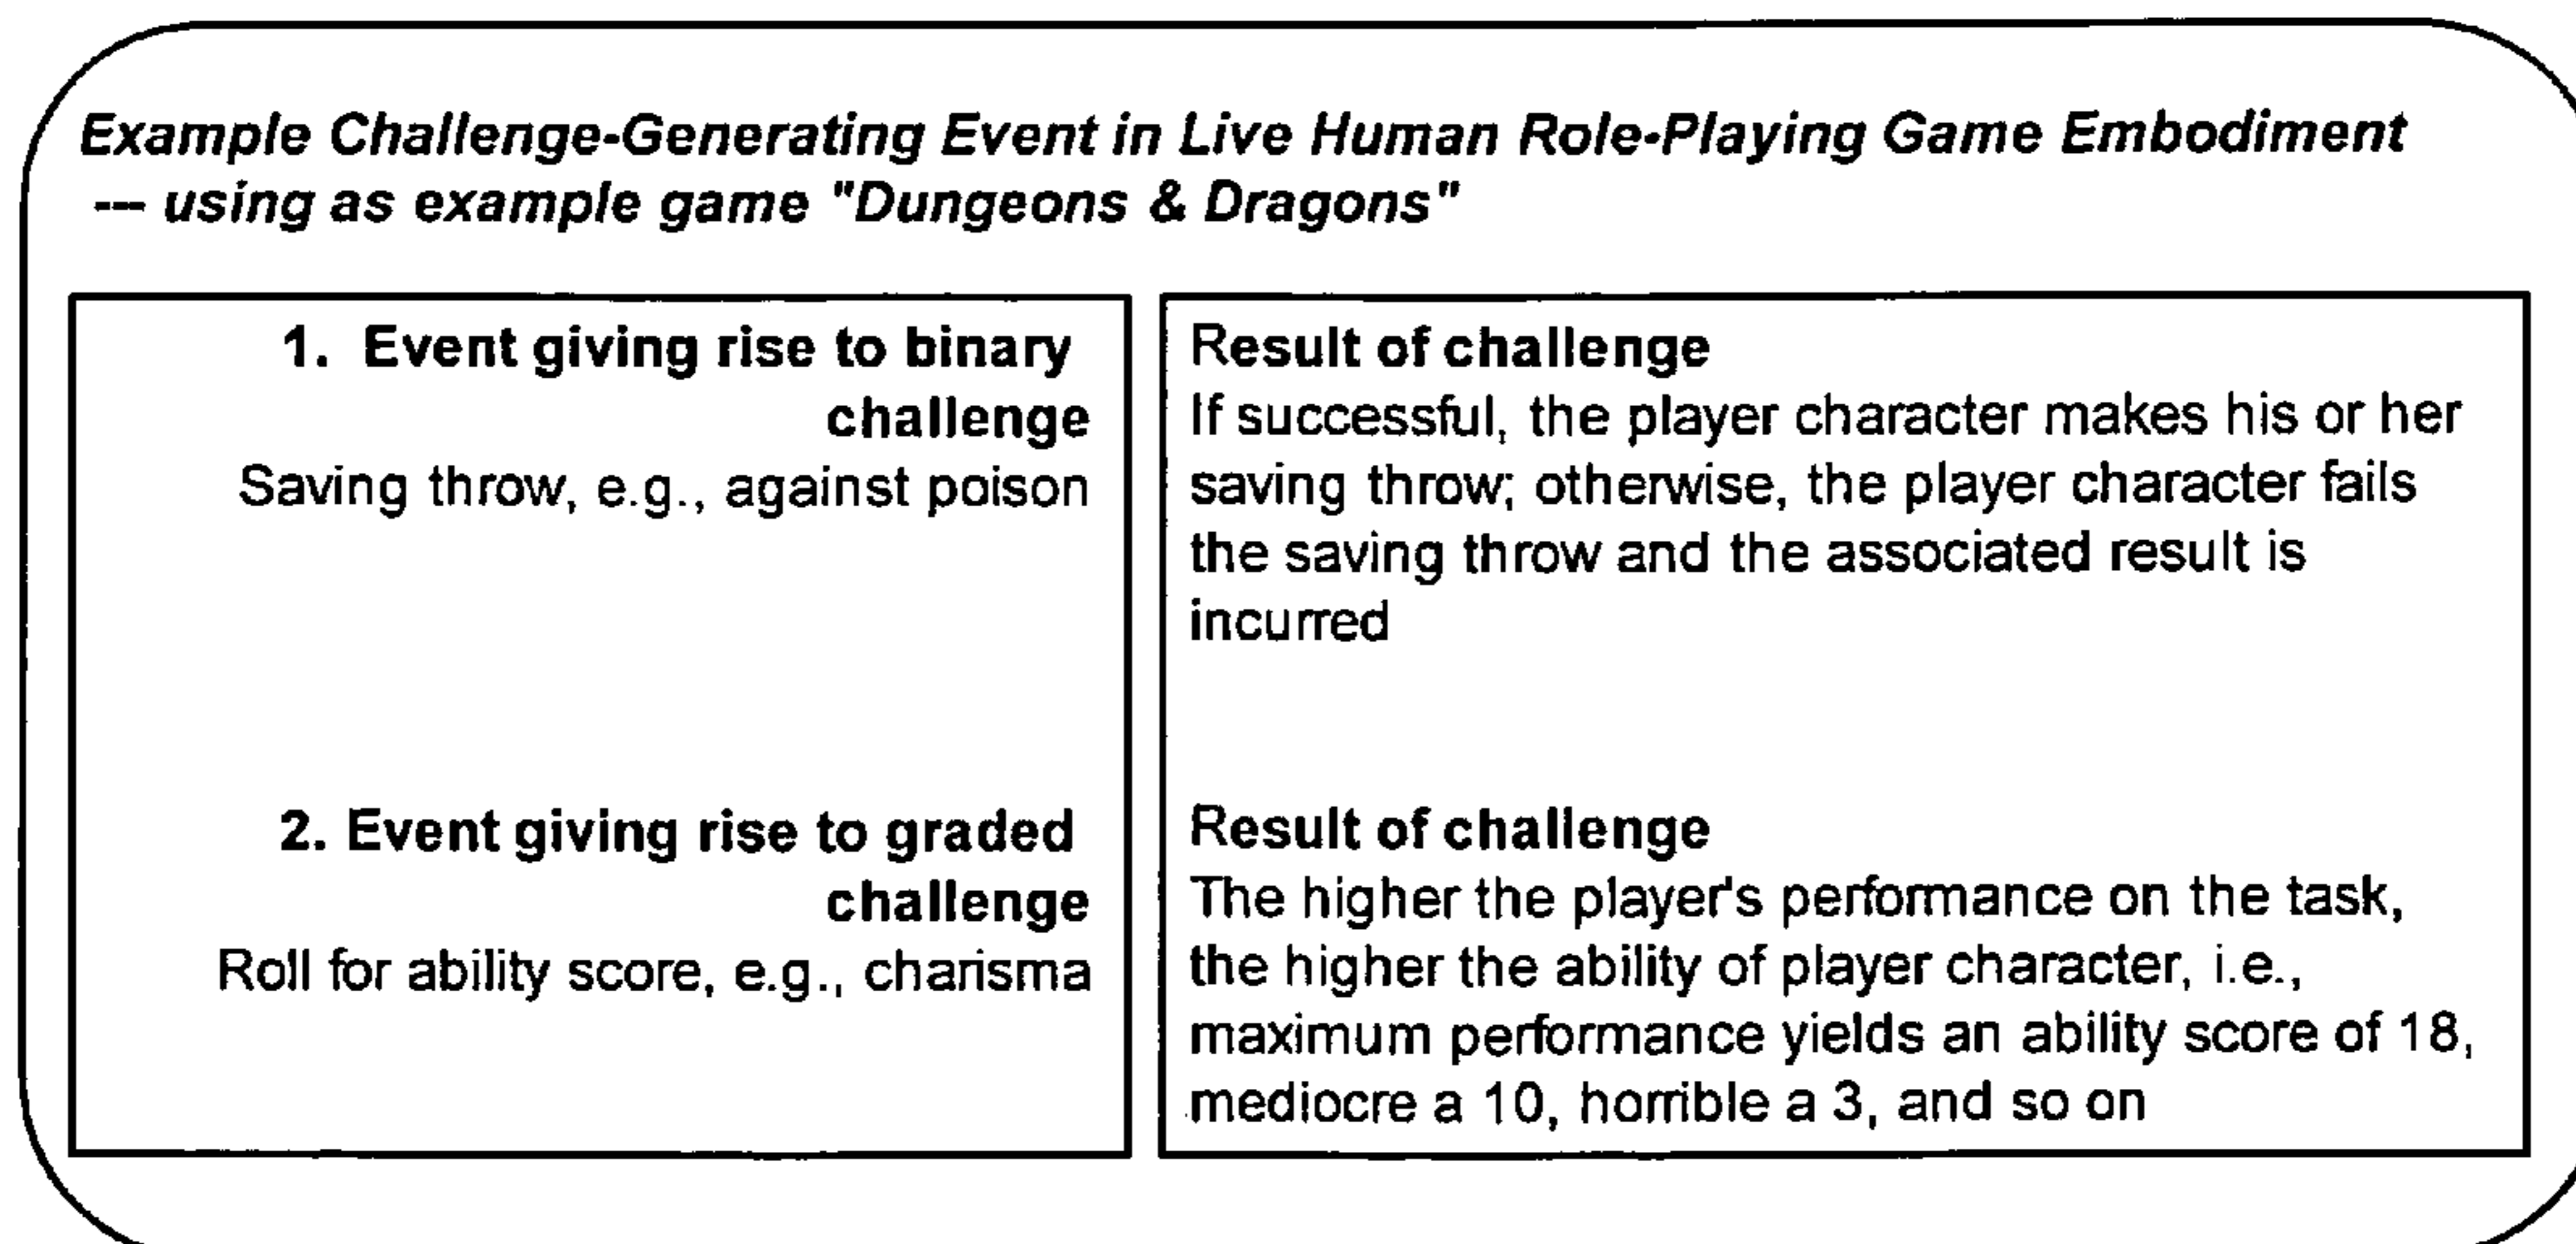 Example Challenge-Generating Event in Live Human Role-Playing Game Embodiment
--- using as example game "Dungeons & Dragons"
1. Event giving rise to binary
challenge
Saving throw, e.g., against poison
Result of challenge
If successful, the player character makes his or her
saving throw; otherwise, the player character fails
the saving throw and the associated result is
incurred
2. Event giving rise to graded
challenge
Roll for ability score, e.g., charisma
Result of challenge
The higher the player's performance on the task,
the higher the ability of player character, i.e.,
maximum performance yields an ability score of 18,
mediocre a 10, horrible a 3, and so on